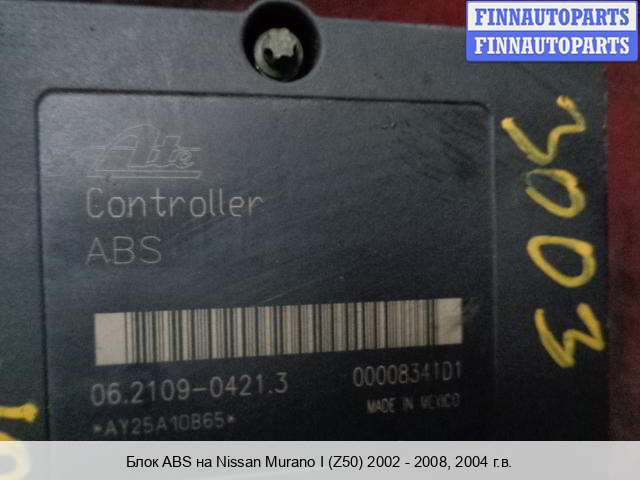 FINNAUTOPARTS
FINNAUTOPARTS
Ate
Controller
ABS
3003
06.2109-0421.3
00008341D1
MADE IN MEXICO
*AY25A10B65*
Блок ABS на Nissan Murano I (Z50) 2002 - 2008, 2004 г.в.